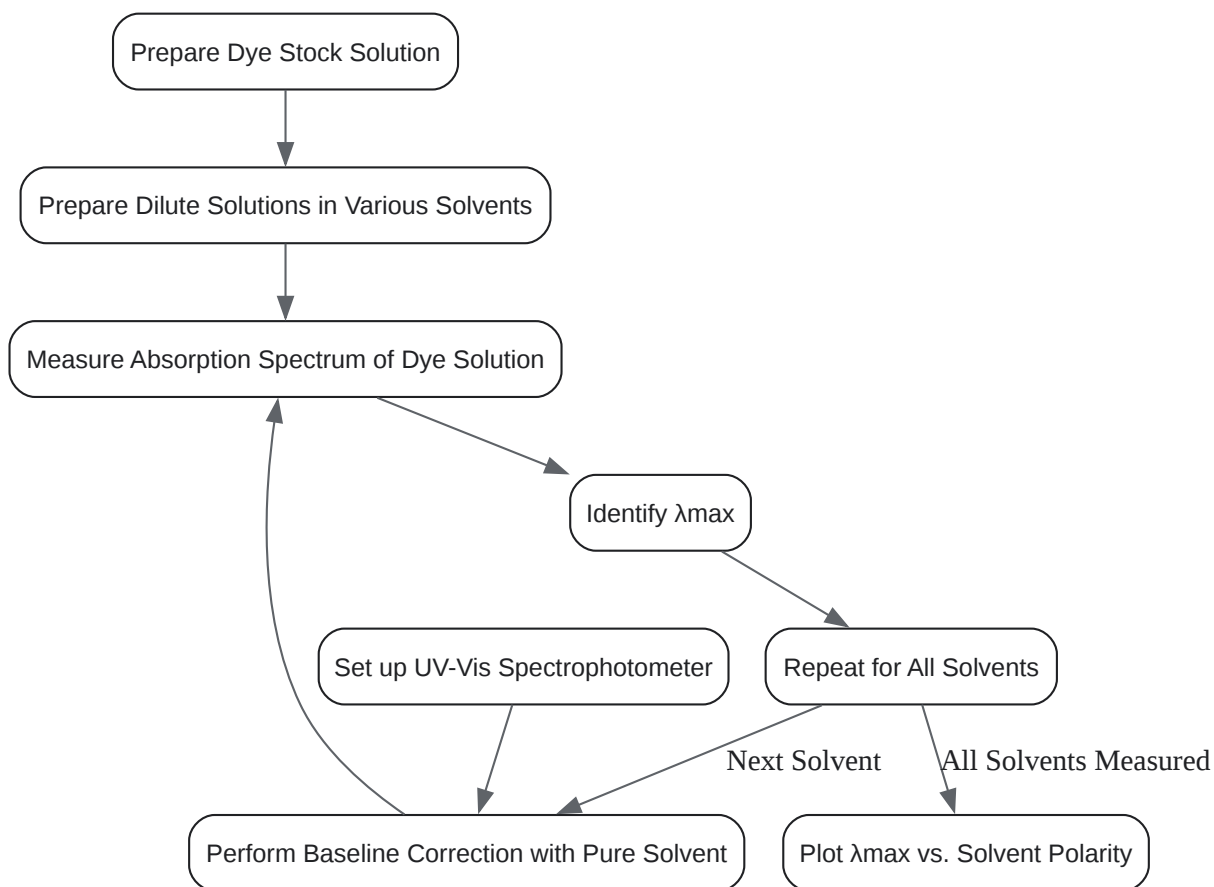 Prepare Dye Stock Solution
Prepare Dilute Solutions in Various Solvents
Measure Absorption Spectrum of Dye Solution
Identify λmax
Set up UV-Vis Spectrophotometer
Repeat for All Solvents
Next Solvent
All Solvents Measured
Perform Baseline Correction with Pure Solvent
Plot λmax vs. Solvent Polarity